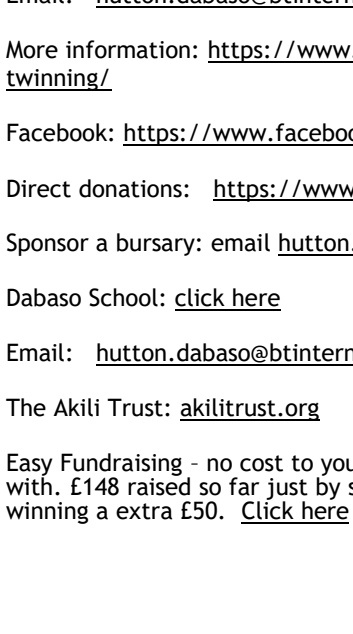 Email: hutton.dabaso@btintern
More information: https://www.
twinning/
Facebook: https://www.faceboo
Direct donations: https://www
Sponsor a bursary: email hutton.
Dabaso School: click here
Email: hutton.dabaso@btintern
The Akili Trust: akilitrust.org
Easy Fundraising – no cost to you
with. £148 raised so far just by s
winning a extra £50. Click here